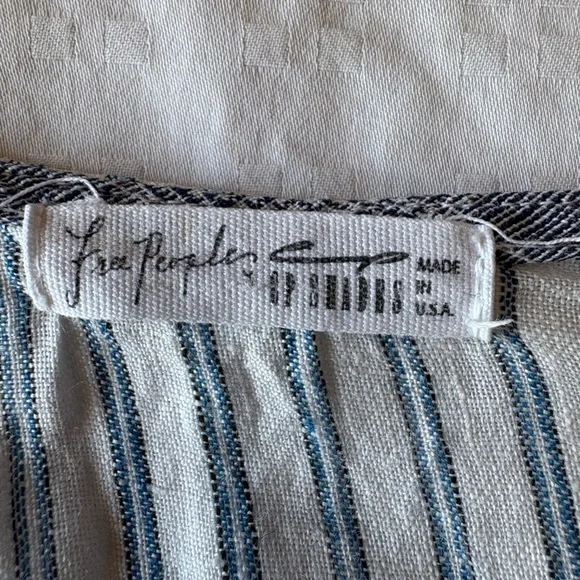 Free People
CP SHADES
MADE
IN
U.S.A.